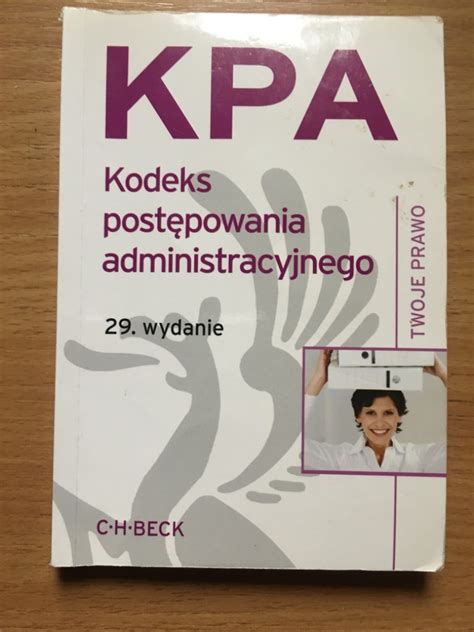 KPA
Kodeks
postępowania
administracyjnego
29. wydanie
TWOJE PRAWO
C·H·BECK